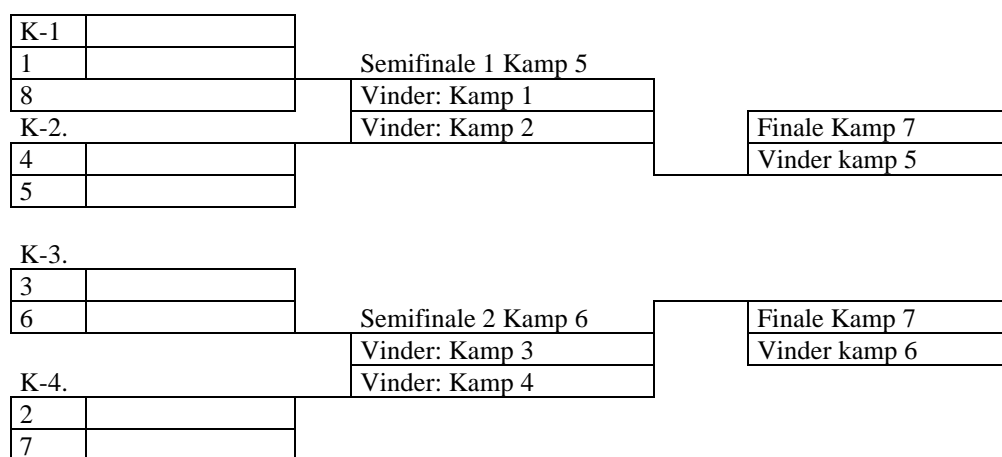 K-1
1
Semifinale 1 Kamp 5
8
Vinder: Kamp 1
K-2.
Vinder: Kamp 2
Finale Kamp 7
4
Vinder kamp 5
5
K-3.
3
6
Semifinale 2 Kamp 6
Finale Kamp 7
Vinder: Kamp 3
Vinder kamp 6
K-4.
Vinder: Kamp 4
2
7